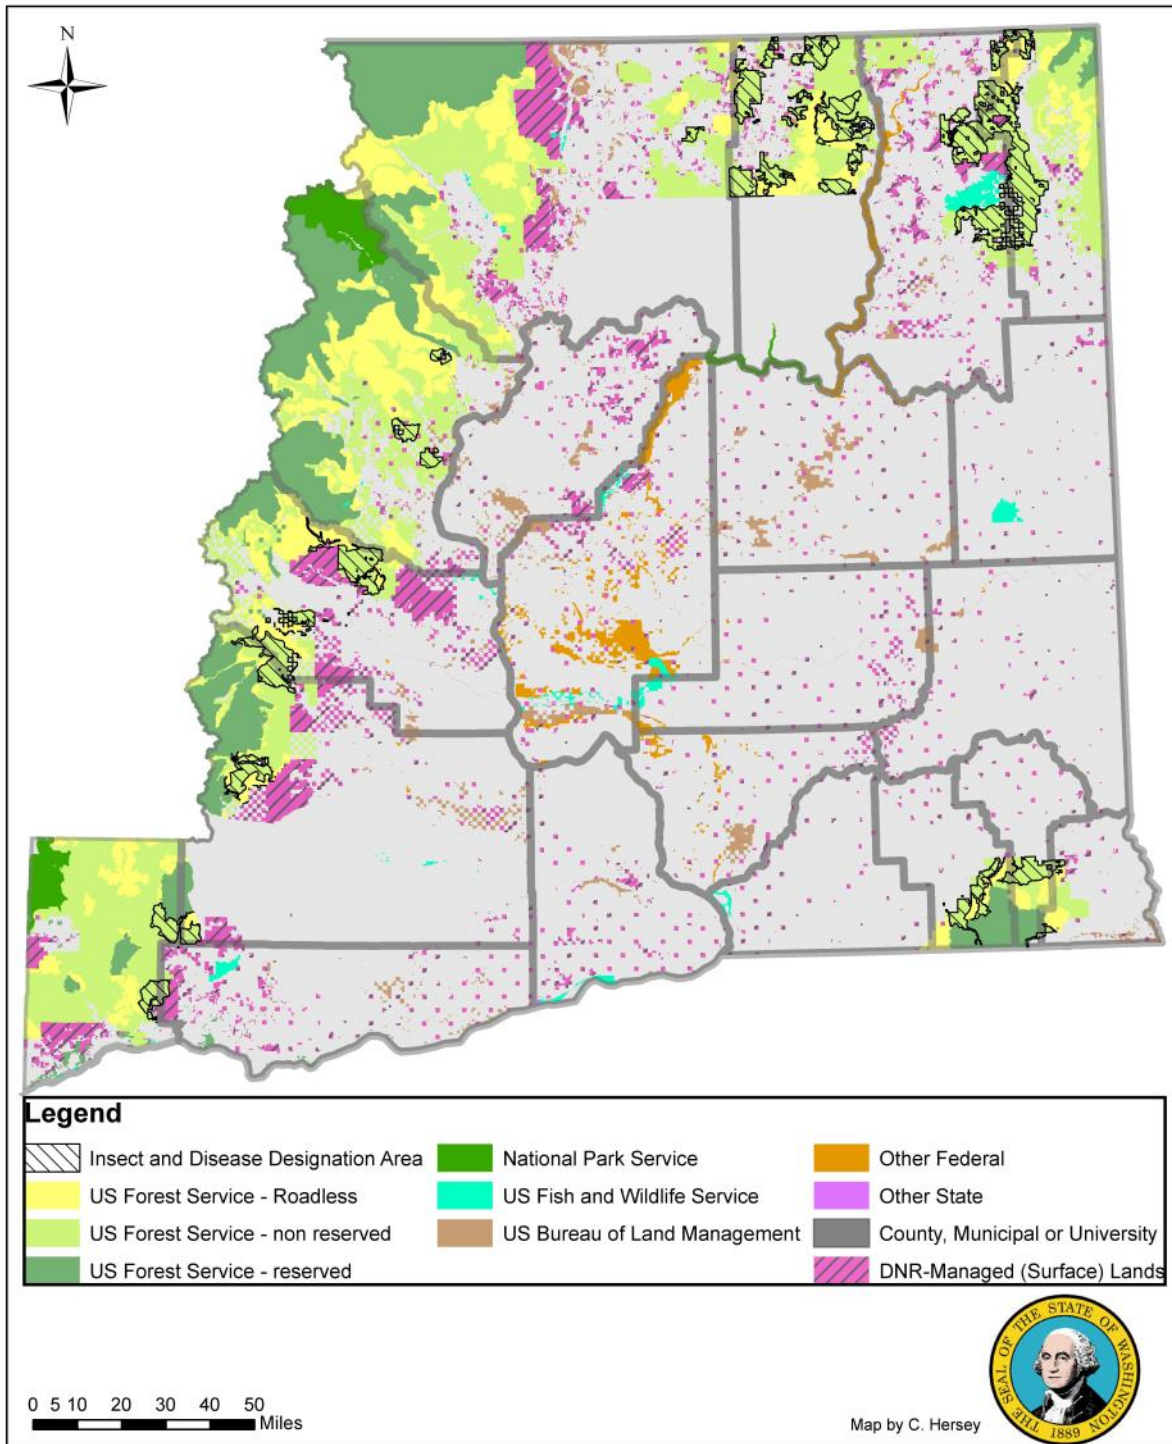 N
Legend
Insect and Disease Designation Area
National Park Service
Other Federal
US Forest Service - Roadless
US Fish and Wildlife Service
Other State
US Forest Service - non reserved
US Bureau of Land Management
County, Municipal or University
US Forest Service - reserved
DNR-Managed (Surface) Lands
THE SEAL OF THE STATE OF WASHINGTON
1889
0 5 10 20 30 40 50
Miles
Map by C. Hersey